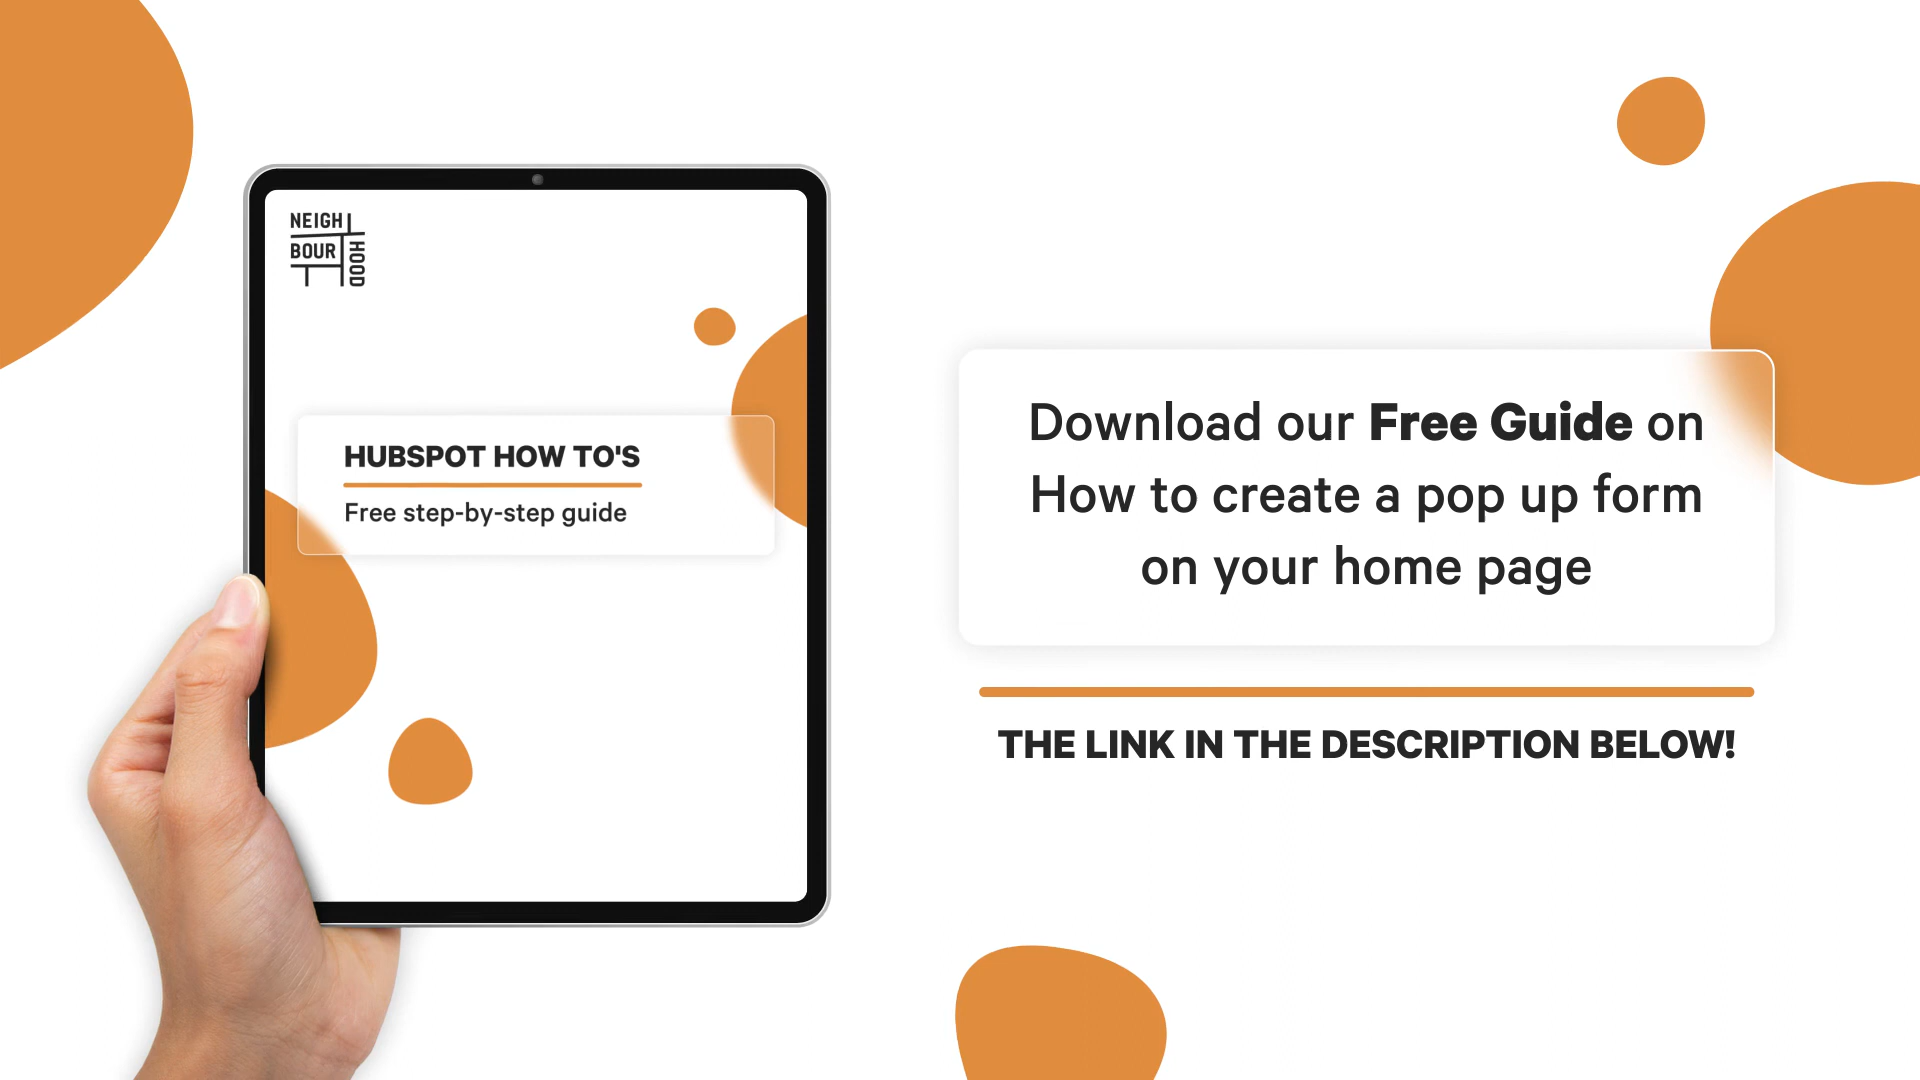 NEIGH
BOUR
HOOD
HUBSPOT HOW TO'S
Free step-by-step guide
Download our Free Guide on
How to create a pop up form
on your home page
THE LINK IN THE DESCRIPTION BELOW!